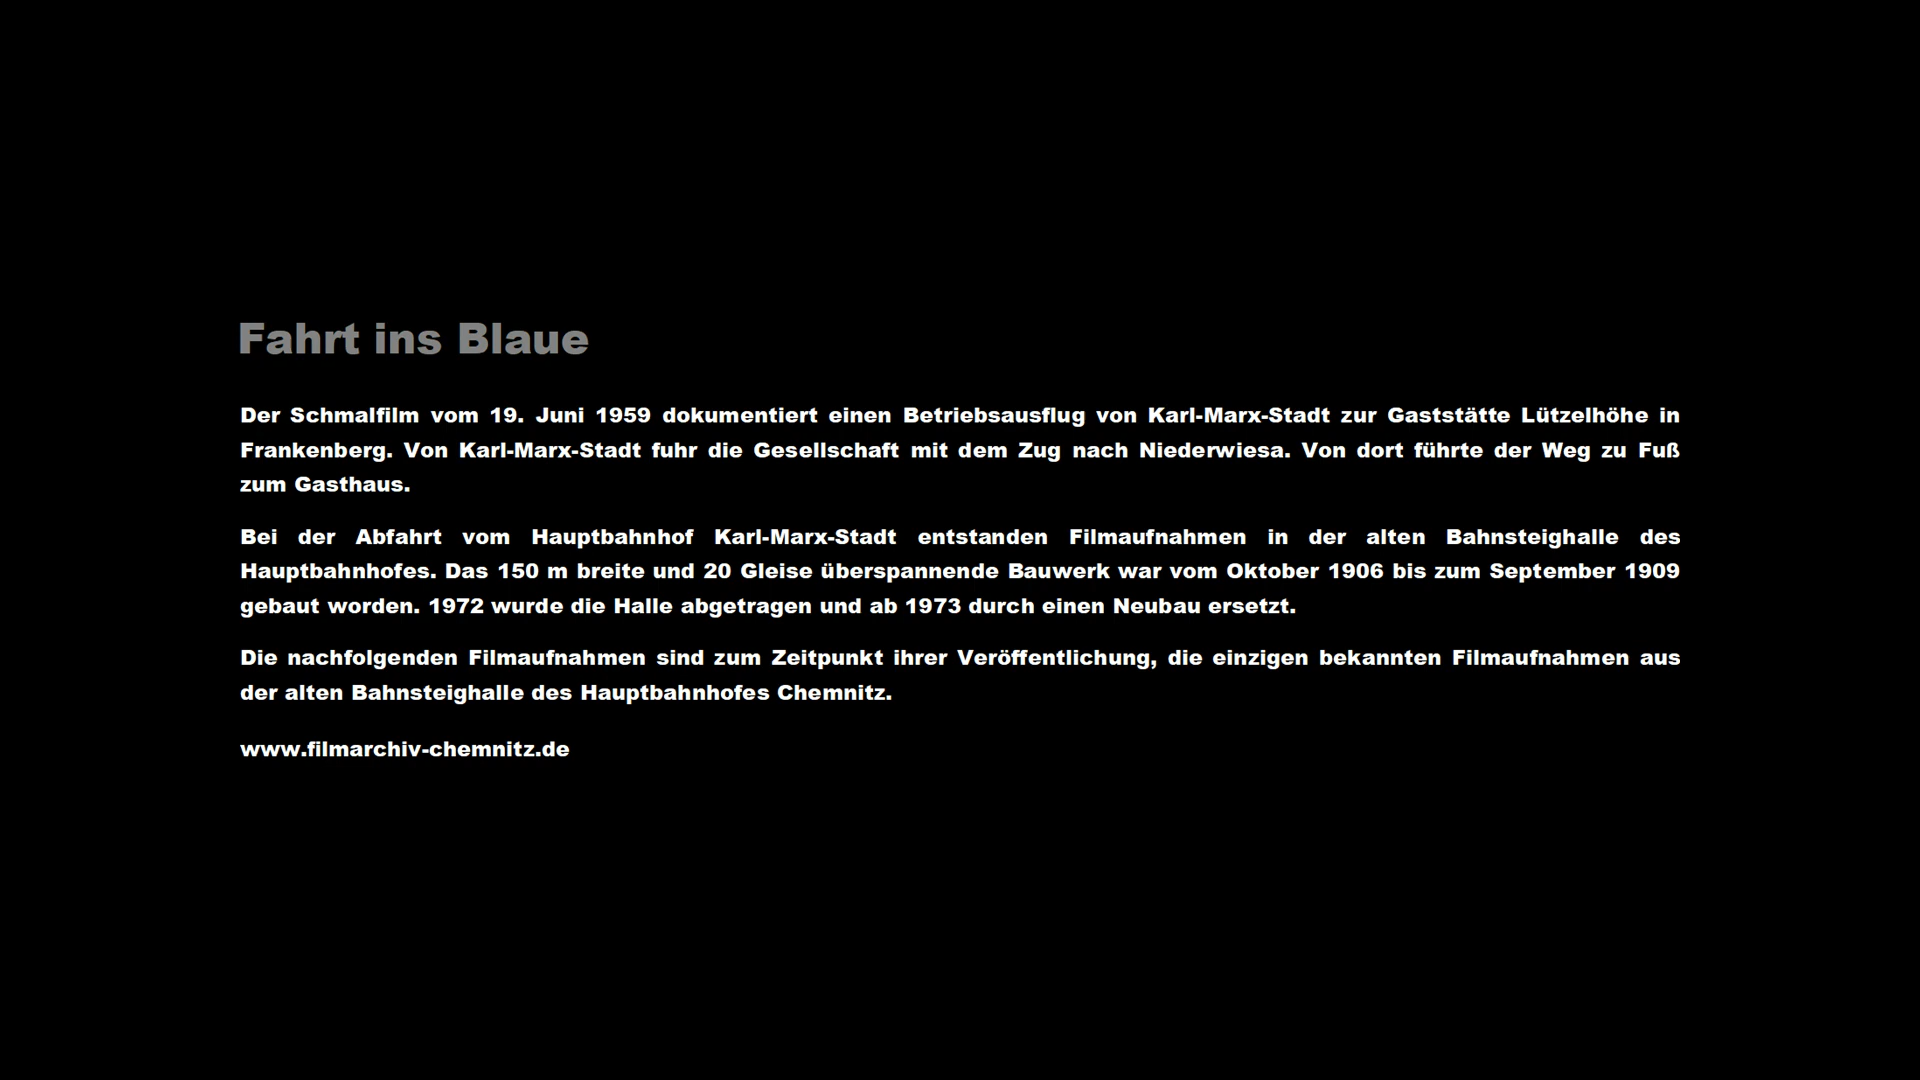 Fahrt ins Blaue
Der Schmalfilm vom 19. Juni 1959 dokumentiert einen Betriebsausflug von Karl-Marx-Stadt zur Gaststätte Lützelhöhe in
Frankenberg. Von Karl-Marx-Stadt fuhr die Gesellschaft mit dem Zug nach Niederwiesa. Von dort führte der Weg zu Fuß
zum Gasthaus.
Bei der Abfahrt vom Hauptbahnhof Karl-Marx-Stadt entstanden Filmaufnahmen in der alten Bahnsteighalle des
Hauptbahnhofes. Das 150 m breite und 20 Gleise überspannende Bauwerk war vom Oktober 1906 bis zum September 1909
gebaut worden. 1972 wurde die Halle abgetragen und ab 1973 durch einen Neubau ersetzt.
Die nachfolgenden Filmaufnahmen sind zum Zeitpunkt ihrer Veröffentlichung, die einzigen bekannten Filmaufnahmen aus
der alten Bahnsteighalle des Hauptbahnhofes Chemnitz.
www.filmarchiv-chemnitz.de